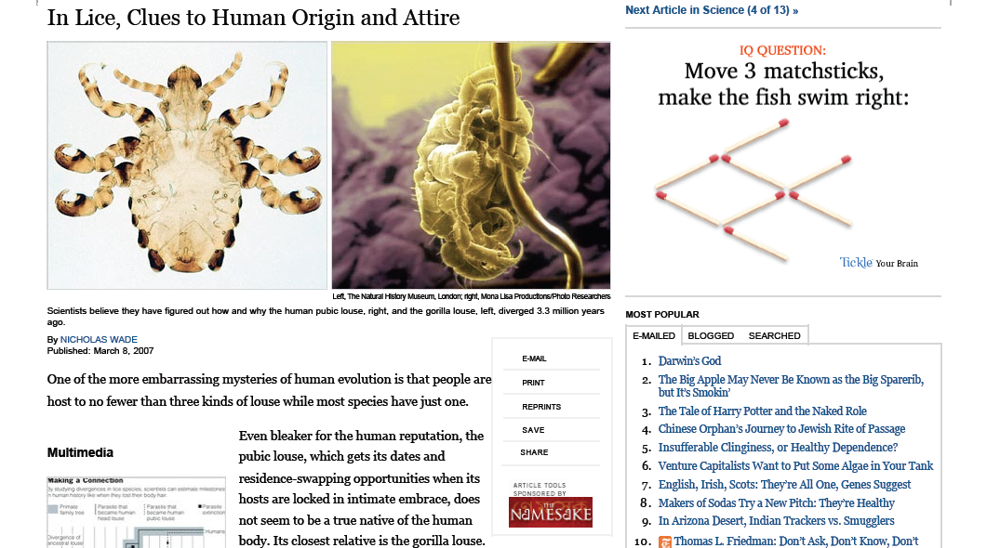 In Lice, Clues to Human Origin and Attire
Left, The Natural History Museum, London; right, Mona Lisa Productions/Photo Researchers
Scientists believe they have figured out how and why the human pubic louse, right, and the gorilla louse, left, diverged 3.3 million years
ago.
By NICHOLAS WADE
Published: March 8, 2007
One of the more embarrassing mysteries of human evolution is that people are
host to no fewer than three kinds of louse while most species have just one.
Even bleaker for the human reputation, the
pubic louse, which gets its dates and
residence-swapping opportunities when its
hosts are locked in intimate embrace, does
not seem to be a true native of the human
body. Its closest relative is the gorilla louse.
Multimedia
Making a Connection
By studying divergences in lice species, scientists can estimate milestones
in human history like when they lost their body hair.
Primate family tree
Parasite that became human head louse
Parasite that became human pubic louse
Parasite extinction
Divergence of
ancestral louse
Humans
E-MAIL
PRINT
REPRINTS
SAVE
SHARE
ARTICLE TOOLS
SPONSORED BY
THE
NAMESAKE
Next Article in Science (4 of 13) »
IQ QUESTION:
Move 3 matchsticks,
make the fish swim right:
Tickle Your Brain
MOST POPULAR
E-MAILED BLOGGED SEARCHED
1. Darwin's God
2. The Big Apple May Never Be Known as the Big Sparerib,
but It's Smokin'
3. The Tale of Harry Potter and the Naked Role
4. Chinese Orphan's Journey to Jewish Rite of Passage
5. Insufferable Clinginess, or Healthy Dependence?
6. Venture Capitalists Want to Put Some Algae in Your Tank
7. English, Irish, Scots: They're All One, Genes Suggest
8. Makers of Sodas Try a New Pitch: They're Healthy
9. In Arizona Desert, Indian Trackers vs. Smugglers
10. Thomas L. Friedman: Don't Ask, Don't Know, Don't